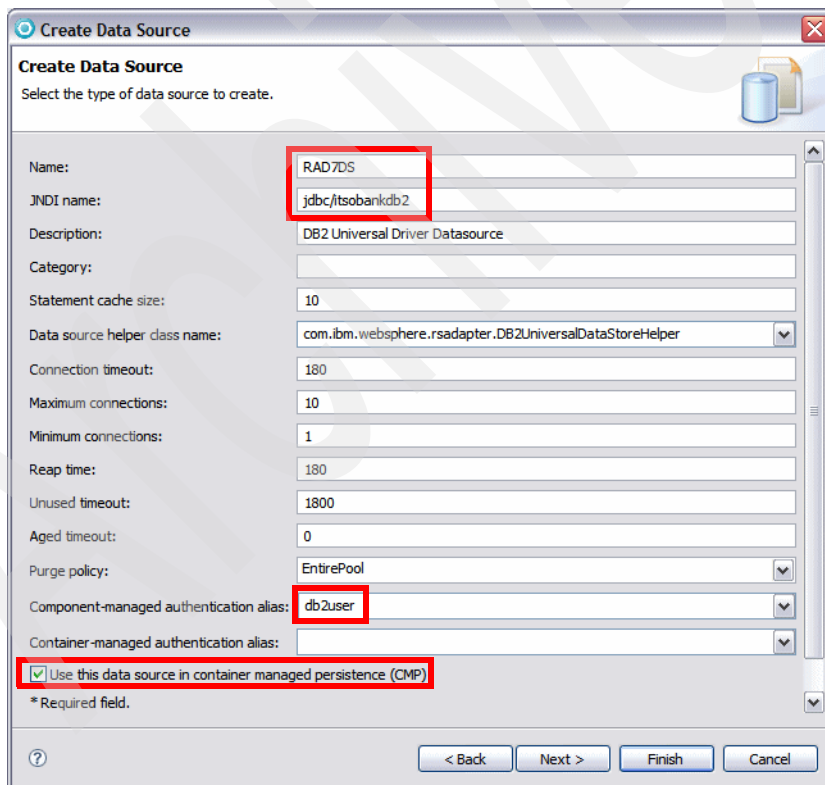 Create Data Source
Create Data Source
Select the type of data source to create.
Name: RAD7DS
JNDI name: jdbc/itsobankdb2
Description: DB2 Universal Driver Datasource
Category:
Statement cache size: 10
Data source helper class name: com.ibm.websphere.rsadapter.DB2UniversalDataStoreHelper
Connection timeout: 180
Maximum connections: 10
Minimum connections: 1
Reap time: 180
Unused timeout: 1800
Aged timeout: 0
Purge policy: EntirePool
Component-managed authentication alias: db2user
Container-managed authentication alias:
Use this data source in container managed persistence (CMP)
* Required field.
? < Back Next > Finish Cancel